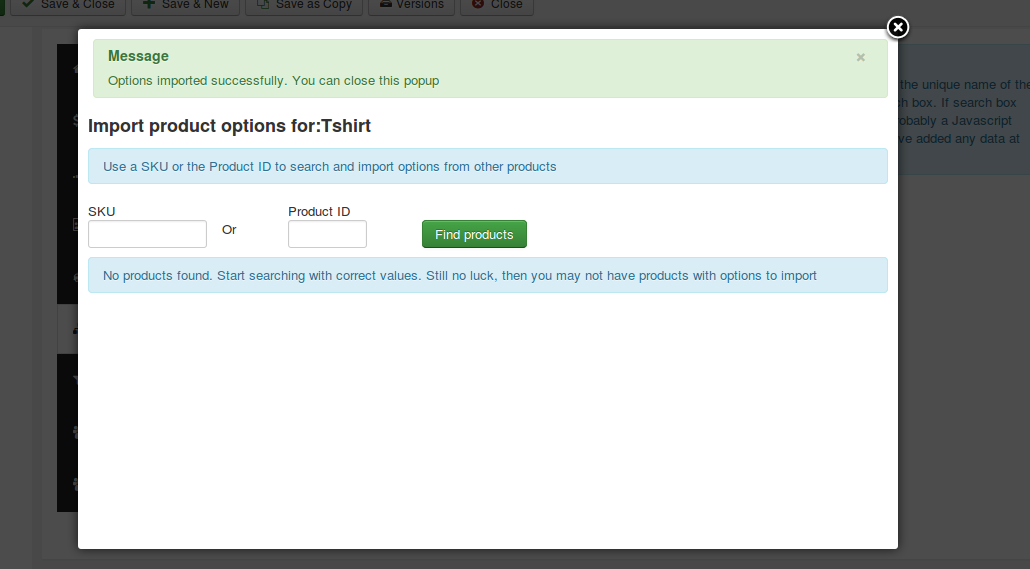 Save & Close
Save & New
Save as Copy
Versions
Close
Message
×
Options imported successfully. You can close this popup
the unique name of the
box. If search box
a Javascript
added any data at
Import product options for:Tshirt
Use a SKU or the Product ID to search and import options from other products
SKU
Or
Product ID
Find products
No products found. Start searching with correct values. Still no luck, then you may not have products with options to import